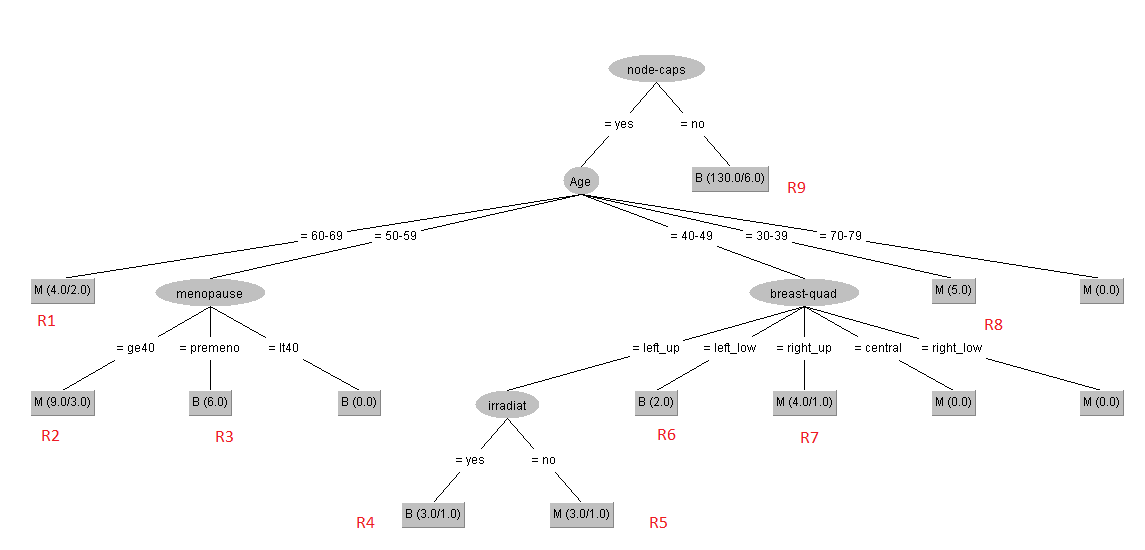 node-caps
= yes
= no
Age
B (130.0/6.0)
R9
= 60-69
= 50-59
= 40-49
= 30-39
= 70-79
M (4.0/2.0)
menopause
breast-quad
M (5.0)
M (0.0)
R1
R8
= ge40
= premeno
= lt40
= left_up
= left_low
= right_up
= central
= right_low
M (9.0/3.0)
B (6.0)
B (0.0)
irradiat
B (2.0)
M (4.0/1.0)
M (0.0)
M (0.0)
R2
R3
R6
R7
= yes
= no
B (3.0/1.0)
M (3.0/1.0)
R4
R5